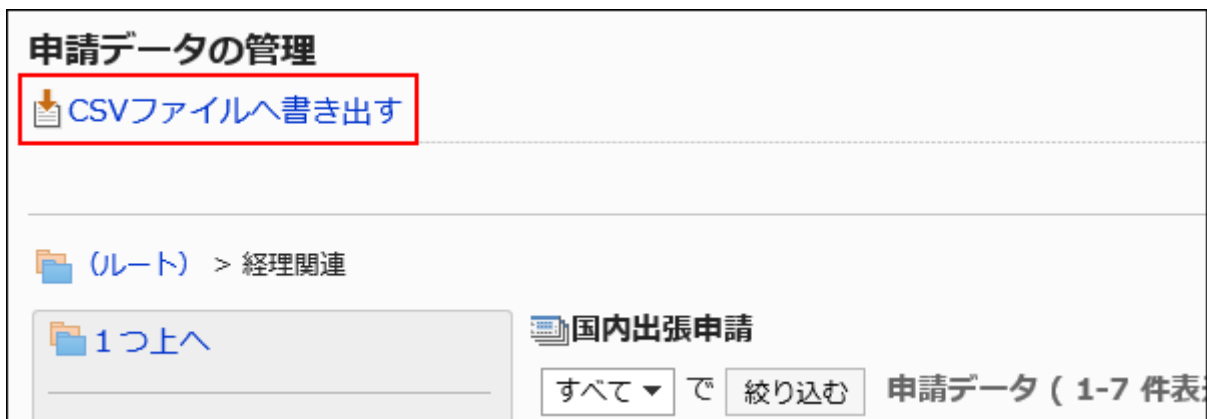 申請データの管理
CSVファイルへ書き出す
(ルート) > 経理関連
1つ上へ
国内出張申請
すべて▼ で 絞り込む 申請データ ( 1-7 件表